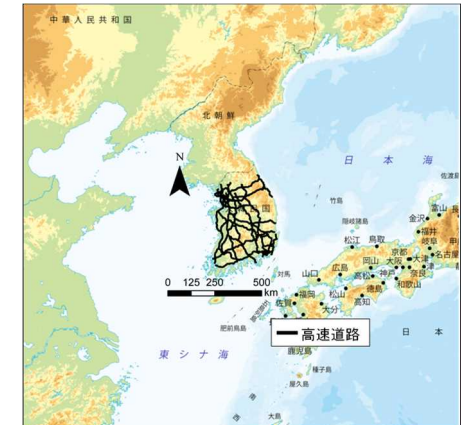 中華人民共和国
北朝鮮
N
日本海
佐渡島
竹島
隠岐諸島
富山
金沢
福井
松江
鳥取
岐阜
名古屋
京都
大津
津
岡山
大阪
神戸
奈良
和歌山
広島
高松
徳島
対馬
山口
松山
高知
0 125 250 500
km
福岡
佐賀
大分
肥前鳥島
高速道路
日本
東シナ海
鹿児島
種子島
屋久島
大島